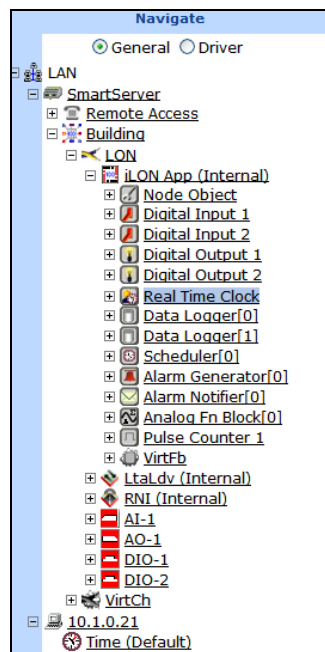 Navigate
General Driver
LAN
SmartServer
Remote Access
Building
LON
iLON App (Internal)
Node Object
Digital Input 1
Digital Input 2
Digital Output 1
Digital Output 2
Real Time Clock
Data Logger[0]
Data Logger[1]
Scheduler[0]
Alarm Generator[0]
Alarm Notifier[0]
Analog Fn Block[0]
Pulse Counter 1
VirtFb
LtaLdv (Internal)
RNI (Internal)
AI-1
AO-1
DIO-1
DIO-2
VirtCh
10.1.0.21
Time (Default)